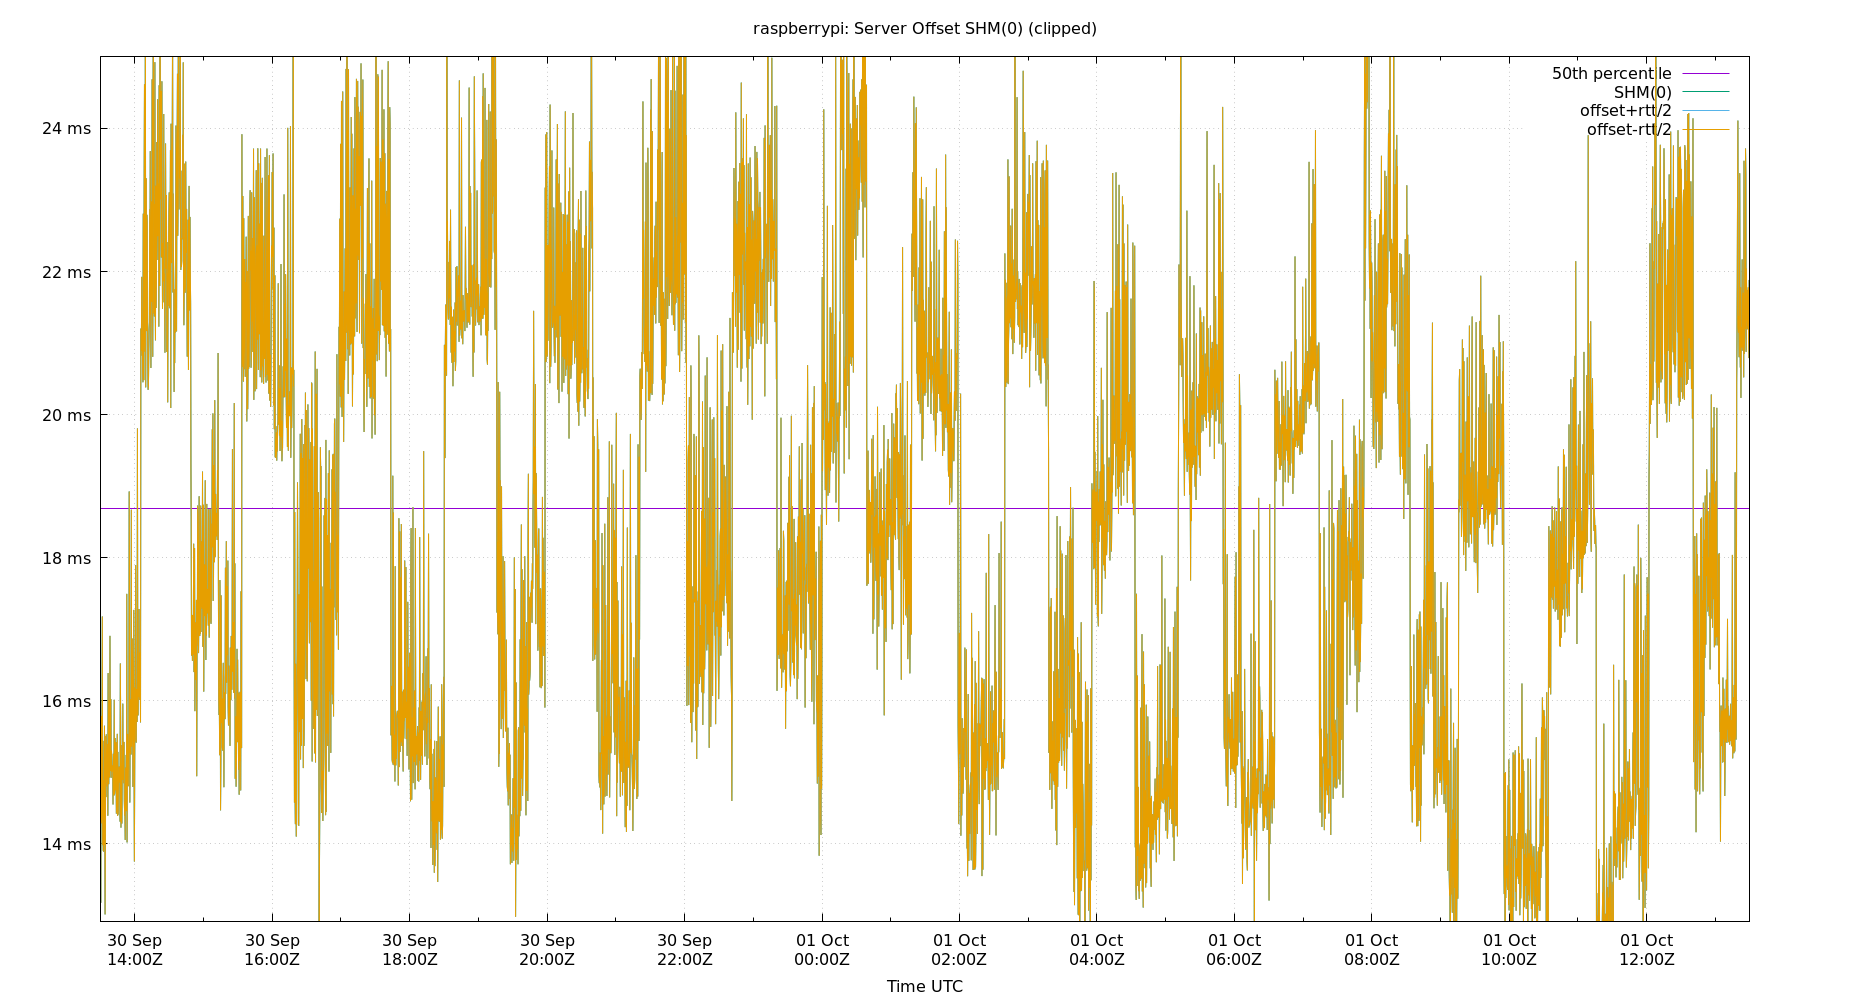 raspberrypi: Server Offset SHM(0) (clipped)
50th percentile
SHM(0)
offset+rtt/2
offset-rtt/2
24 ms
22 ms
20 ms
18 ms
16 ms
14 ms
30 Sep 30 Sep 30 Sep 30 Sep 30 Sep 01 Oct 01 Oct 01 Oct 01 Oct 01 Oct 01 Oct 01 Oct
14:00Z 16:00Z 18:00Z 20:00Z 22:00Z 00:00Z 02:00Z 04:00Z 06:00Z 08:00Z 10:00Z 12:00Z
Time UTC